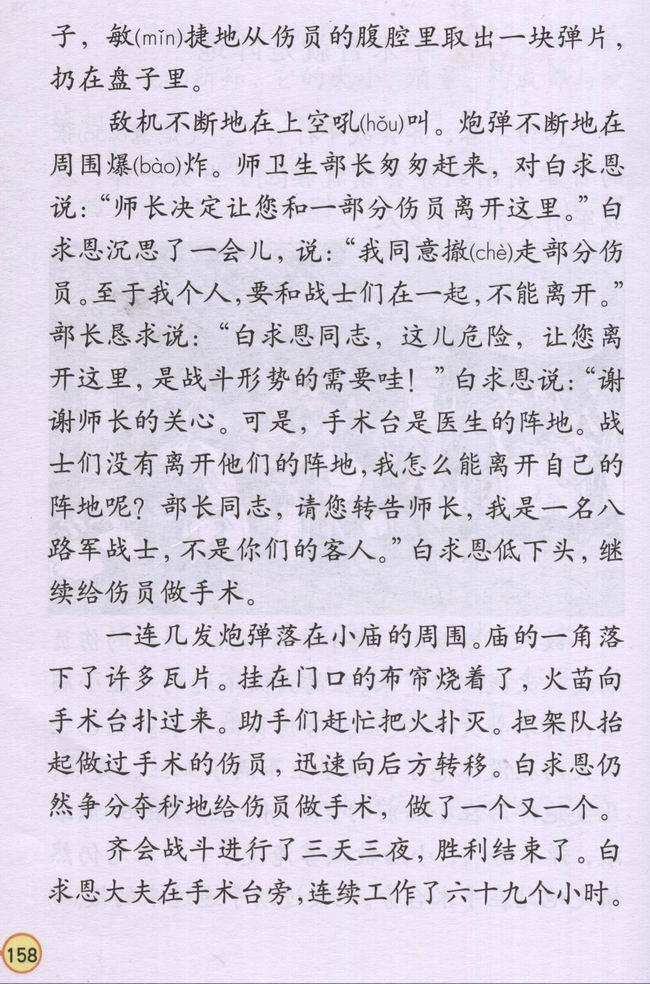 子，敏(mǐn)捷地从伤员的腹腔里取出一块弹片，
扔在盘子里。
敌机不断地在上空吼(hǒu)叫。炮弹不断地在
周围爆(bào)炸。师卫生部长匆匆赶来，对白求恩
说：“师长决定让您和一部分伤员离开这里。”白
求恩沉思了一会儿，说：“我同意撤(chè)走部分伤
员。至于我个人，要和战士们在一起，不能离开。”
部长恳求说：“白求恩同志，这儿危险，让您离
开这里，是战斗形势的需要哇！”白求恩说：“谢
谢师长的关心。可是，手术台是医生的阵地。战
士们没有离开他们的阵地，我怎么能离开自己的
阵地呢？部长同志，请您转告师长，我是一名八
路军战士，不是你们的客人。”白求恩低下头，继
续给伤员做手术。
一连几发炮弹落在小庙的周围。庙的一角落
下了许多瓦片。挂在门口的布帘烧着了，火苗向
手术台扑过来。助手们赶忙把火扑灭。担架队抬
起做过手术的伤员，迅速向后方转移。白求恩仍
然争分夺秒地给伤员做手术，做了一个又一个。
齐会战斗进行了三天三夜，胜利结束了。白
求恩大夫在手术台旁，连续工作了六十九个小时。
158